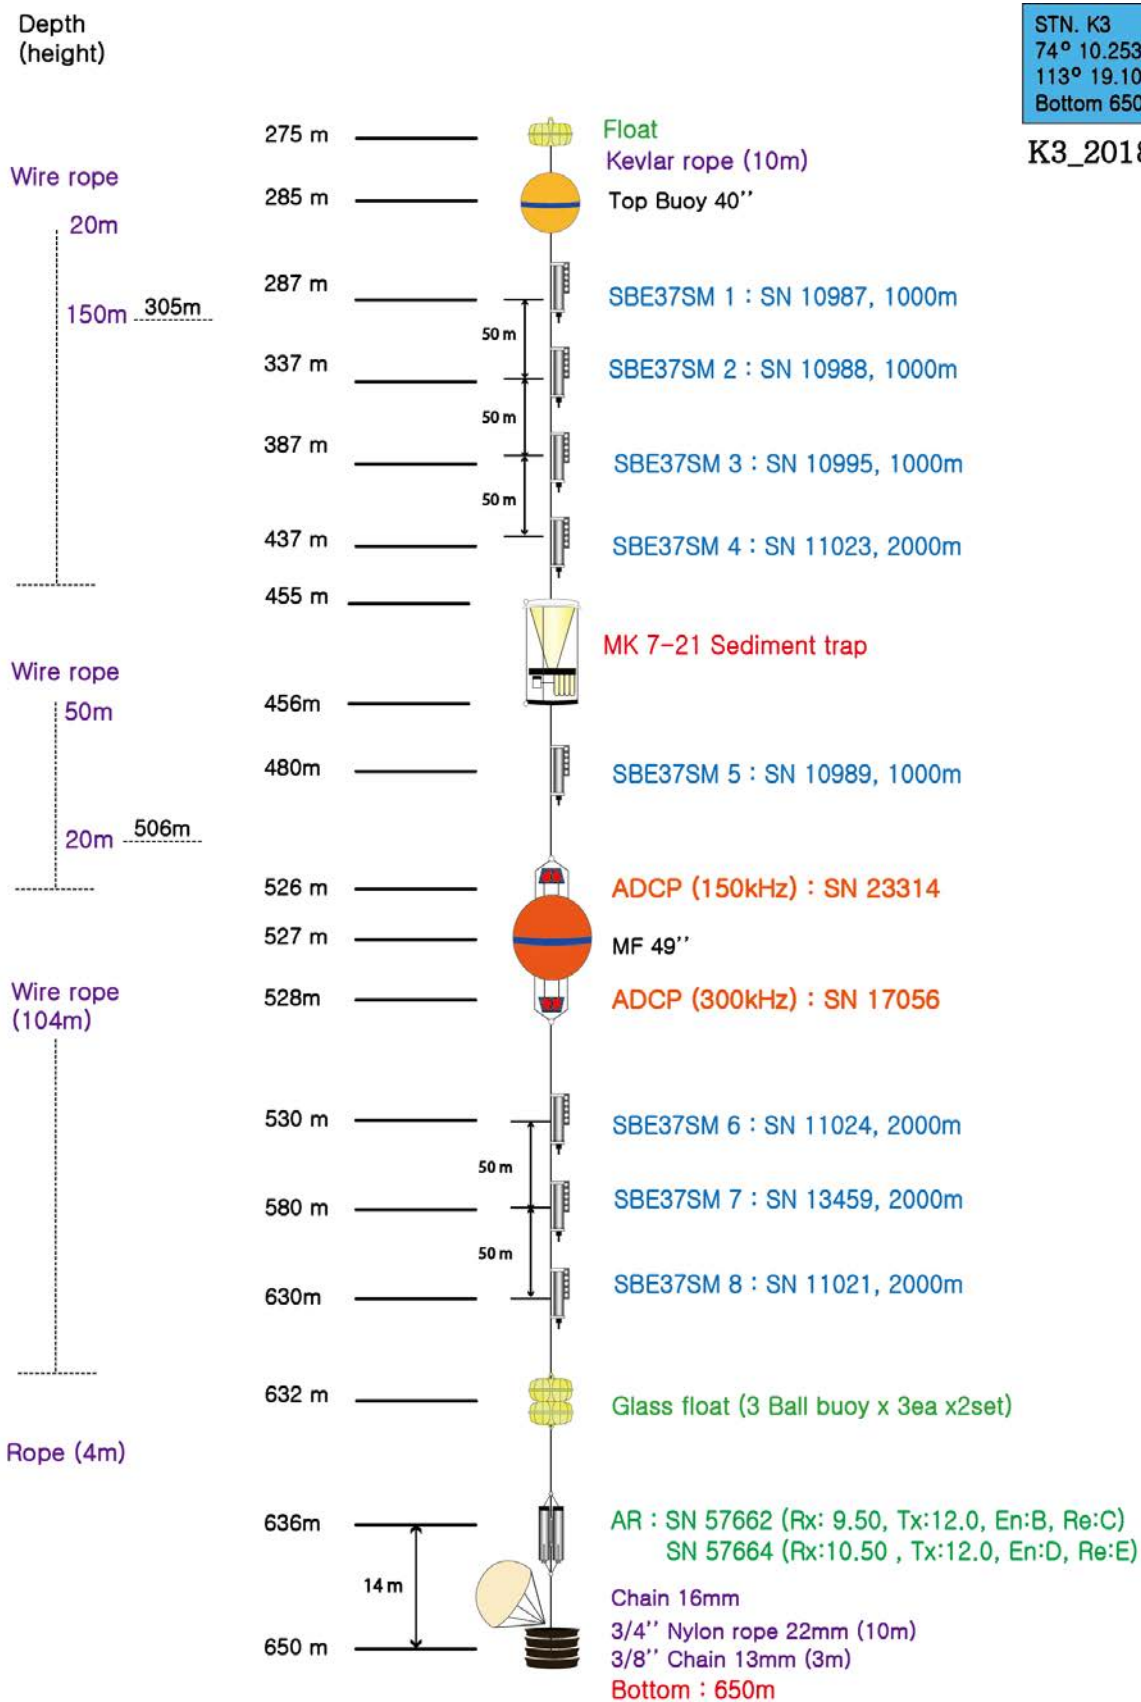 Depth
(height)
STN. K3
74° 10.253
113° 19.10
Bottom 650
K3_2018
275 m
Float
Kevlar rope (10m)
Wire rope
285 m
Top Buoy 40’’
20m
287 m
SBE37SM 1 : SN 10987, 1000m
150m
305m
50 m
337 m
SBE37SM 2 : SN 10988, 1000m
50 m
387 m
SBE37SM 3 : SN 10995, 1000m
50 m
437 m
SBE37SM 4 : SN 11023, 2000m
455 m
MK 7-21 Sediment trap
Wire rope
50m
456m
480m
SBE37SM 5 : SN 10989, 1000m
20m
506m
526 m
ADCP (150kHz) : SN 23314
527 m
MF 49’’
Wire rope
(104m)
528m
ADCP (300kHz) : SN 17056
530 m
SBE37SM 6 : SN 11024, 2000m
50 m
580 m
SBE37SM 7 : SN 13459, 2000m
50 m
630m
SBE37SM 8 : SN 11021, 2000m
632 m
Glass float (3 Ball buoy x 3ea x2set)
Rope (4m)
636m
AR : SN 57662 (Rx: 9.50, Tx:12.0, En:B, Re:C)
SN 57664 (Rx:10.50 , Tx:12.0, En:D, Re:E)
14 m
Chain 16mm
3/4’’ Nylon rope 22mm (10m)
650 m
3/8’’ Chain 13mm (3m)
Bottom : 650m